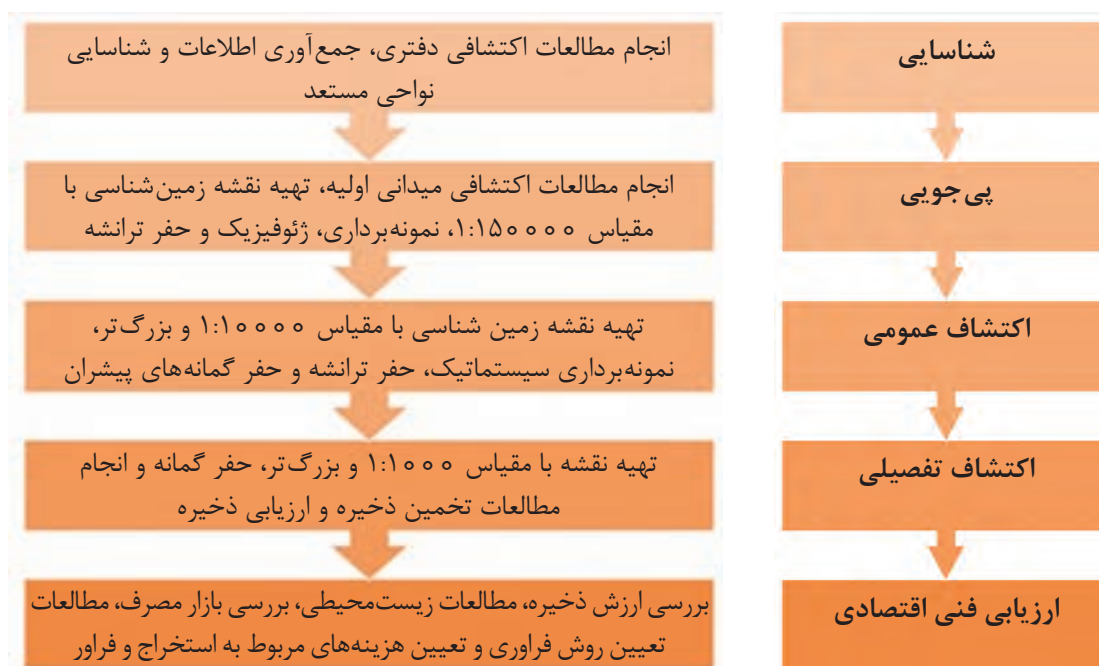 شناسایی
انجام مطالعات اکتشافی دفتری، جمع‌آوری اطلاعات و شناسایی
نواحی مستعد
پی‌جویی
انجام مطالعات اکتشافی میدانی اولیه، تهیه نقشه زمین‌شناسی با
مقیاس ۱:۱۵۰۰۰۰، نمونه‌برداری، ژئوفیزیک و حفر ترانشه
اکتشاف عمومی
تهیه نقشه زمین شناسی با مقیاس ۱:۱۰۰۰۰ و بزرگ‌تر،
نمونه‌برداری سیستماتیک، حفر ترانشه و حفر گمانه‌های پیشران
اکتشاف تفصیلی
تهیه نقشه با مقیاس ۱:۱۰۰۰ و بزرگ‌تر، حفر گمانه و انجام
مطالعات تخمین ذخیره و ارزیابی ذخیره
ارزیابی فنی اقتصادی
بررسی ارزش ذخیره، مطالعات زیست‌محیطی، بررسی بازار مصرف، مطالعات
تعیین روش فراوری و تعیین هزینه‌های مربوط به استخراج و فراور